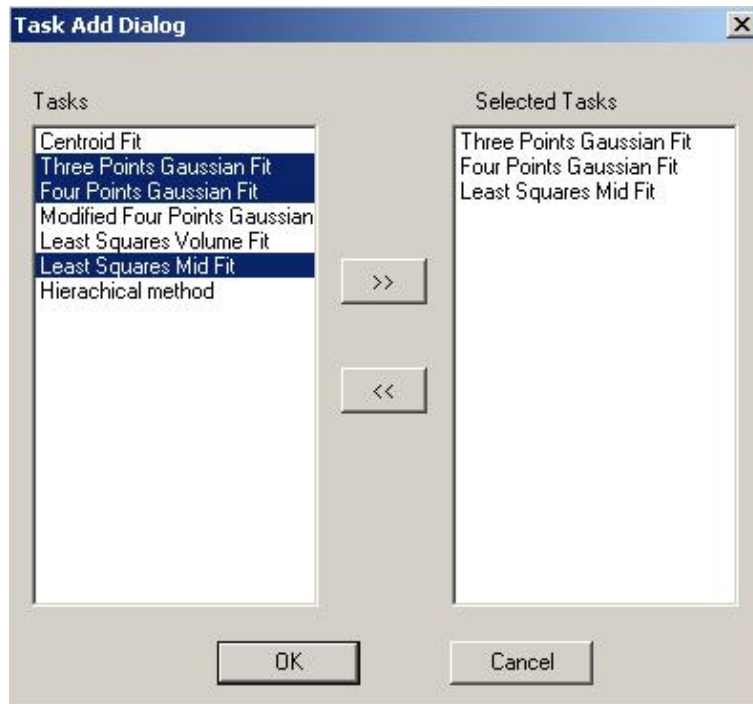 Task Add Dialog
Tasks
Centroid Fit
Three Points Gaussian Fit
Four Points Gaussian Fit
Modified Four Points Gaussian
Least Squares Volume Fit
Least Squares Mid Fit
Hierachical method
>>
<<
Selected Tasks
Three Points Gaussian Fit
Four Points Gaussian Fit
Least Squares Mid Fit
OK
Cancel